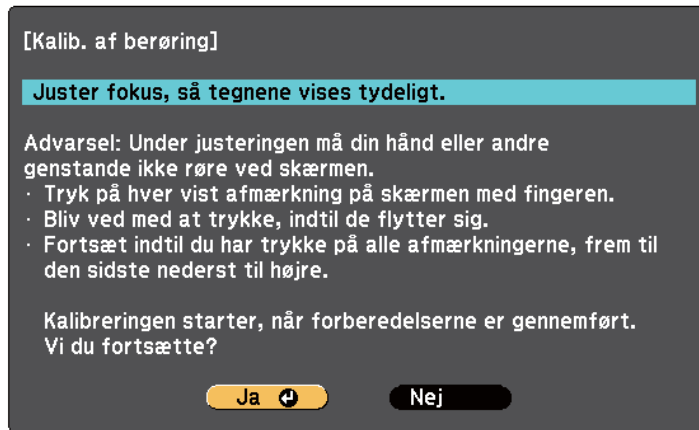 [Kalib. af berøring]
Juster fokus, så tegnene vises tydeligt.
Advarsel: Under justeringen må din hånd eller andre
genstande ikke røre ved skærmen.
· Tryk på hver vist afmærkning på skærmen med fingeren.
· Bliv ved med at trykke, indtil de flytter sig.
· Fortsæt indtil du har trykke på alle afmærkningerne, frem til
den sidste nederst til højre.
Kalibreringen starter, når forberedelserne er gennemført.
Vi du fortsætte?
Ja Nej